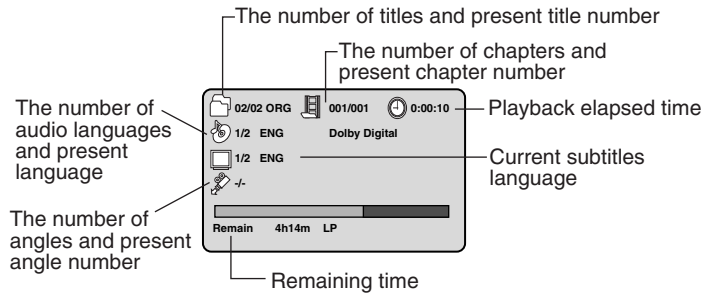 The number of titles and present title number
The number of chapters and
present chapter number
The number of
audio languages
and present
language
02/02 ORG 001/001 0:00:10
Playback elapsed time
1/2 ENG Dolby Digital
1/2 ENG
Current subtitles
language
-/-
The number of
angles and present
angle number
Remain 4h14m LP
Remaining time